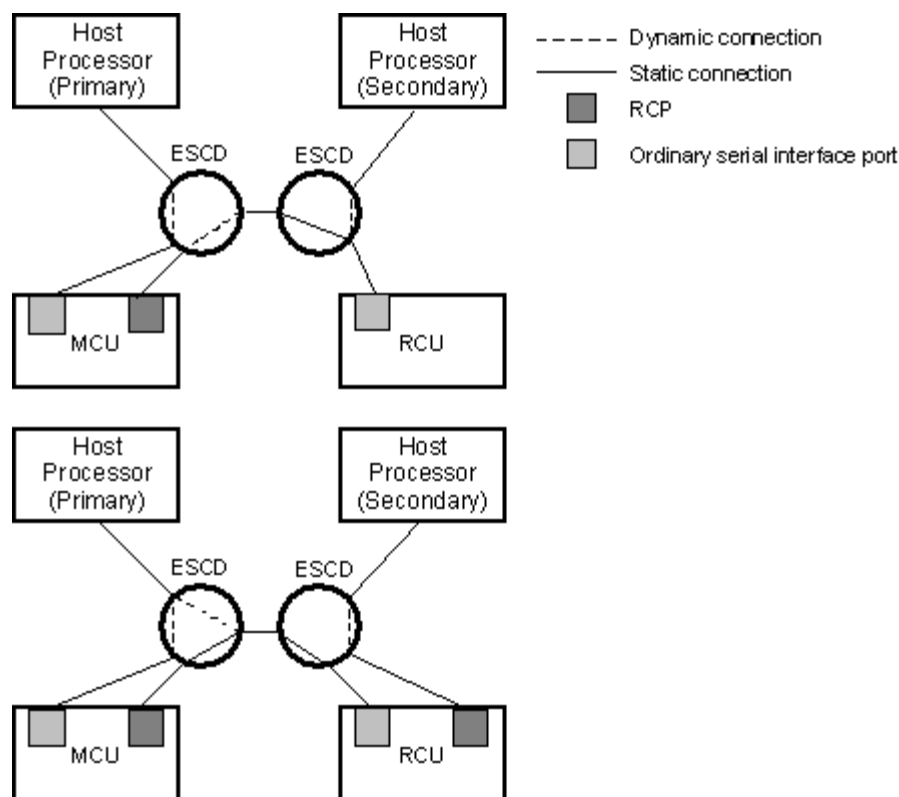 Host
Processor
(Primary)
Host
Processor
(Secondary)
Dynamic connection
Static connection
RCP
Ordinary serial interface port
ESCD
ESCD
MCU
RCU
Host
Processor
(Primary)
Host
Processor
(Secondary)
ESCD
ESCD
MCU
RCU